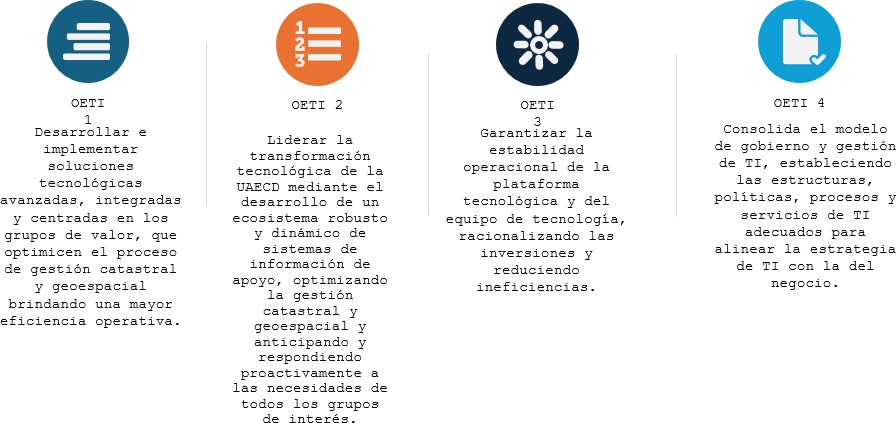 OETI
1
Desarrollar e
implementar
soluciones
tecnológicas
avanzadas, integradas
y centradas en los
grupos de valor, que
optimicen el proceso
de gestión catastral
y geoespacial
brindando una mayor
eficiencia operativa.
1
2
3
OETI 2
Liderar la
transformación
tecnológica de la
UAECD mediante el
desarrollo de un
ecosistema robusto
y dinámico de
sistemas de
información de
apoyo, optimizando
la gestión
catastral y
geoespacial y
anticipando y
respondiendo
proactivamente a
las necesidades de
todos los grupos
de interés.
OETI
3
Garantizar la
estabilidad
operacional de la
plataforma
tecnológica y del
equipo de tecnología,
racionalizando las
inversiones y
reduciendo
ineficiencias.
OETI 4
Consolida el modelo
de gobierno y gestión
de TI, estableciendo
las estructuras,
políticas, procesos y
servicios de TI
adecuados para
alinear la estrategia
de TI con la del
negocio.